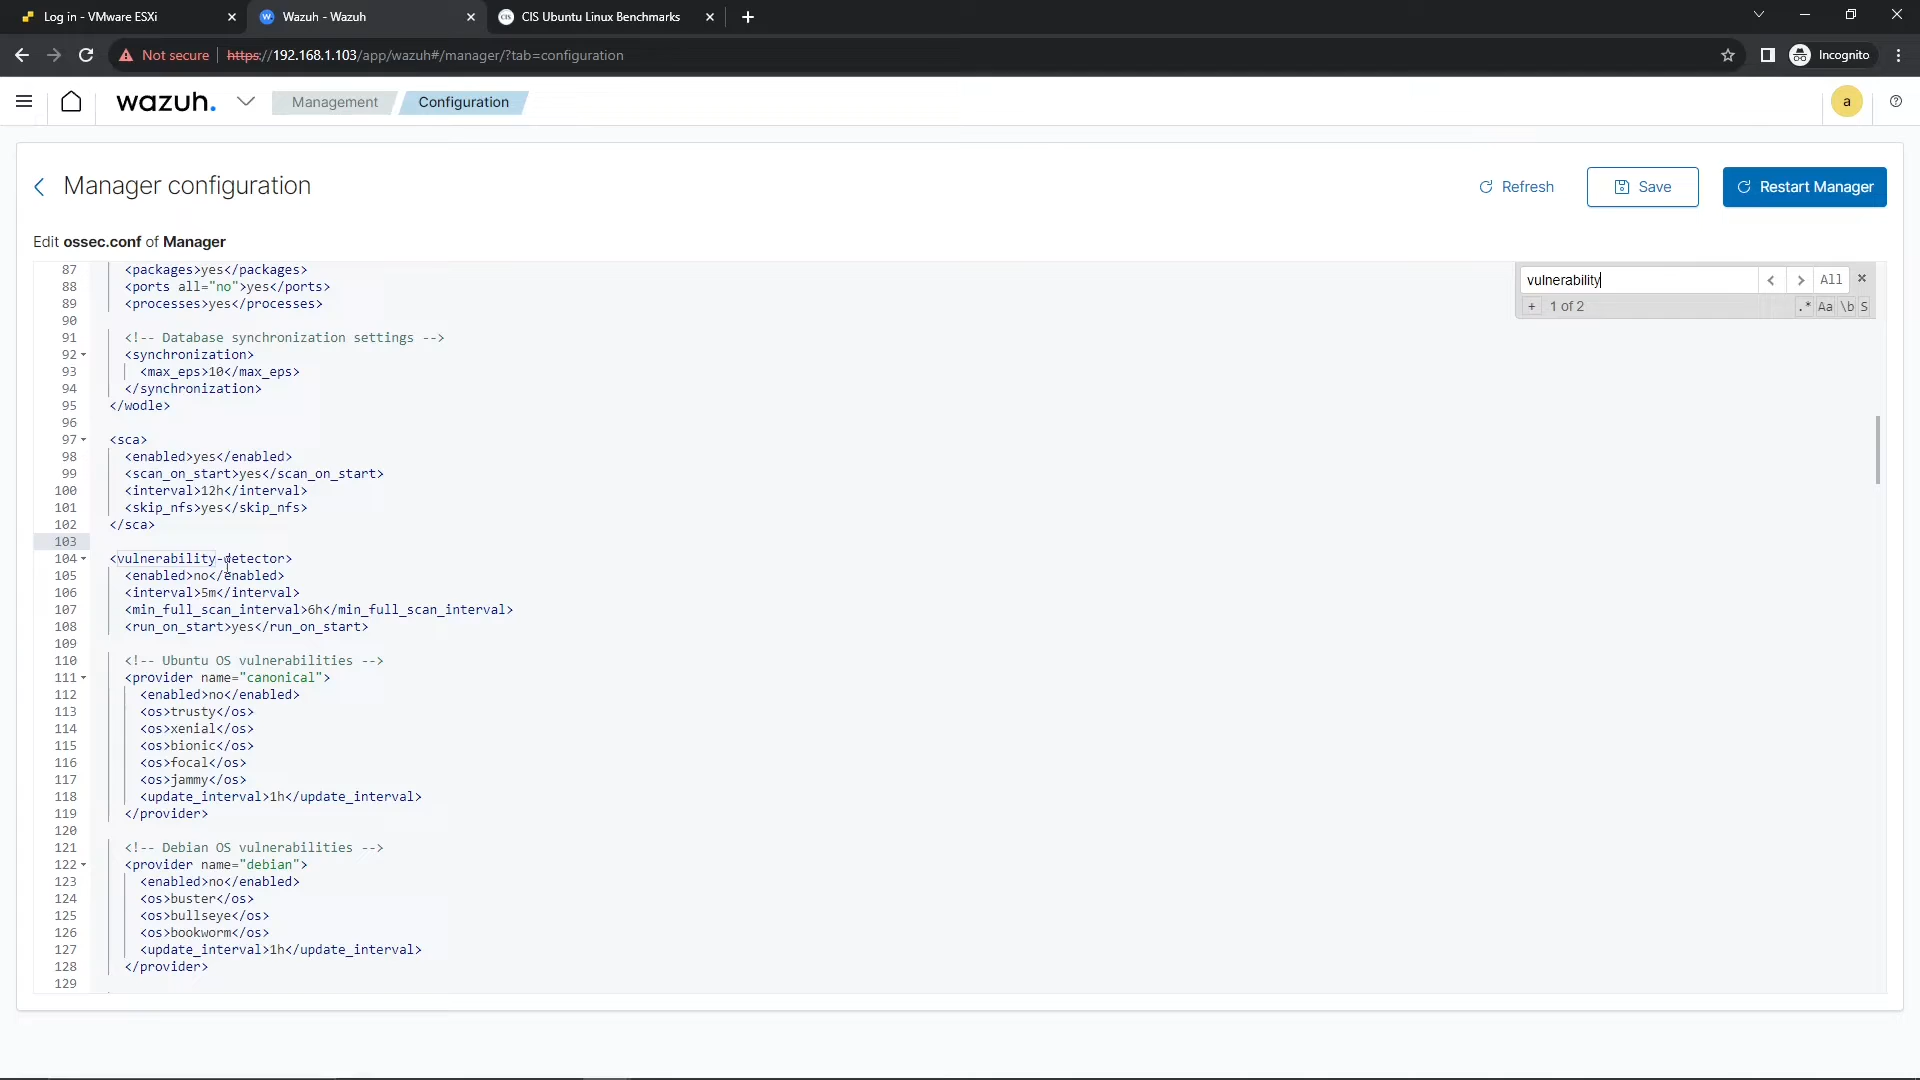 Log in - VMware ESXi
Wazuh - Wazuh
CIS Ubuntu Linux Benchmarks
Not secure
https://192.168.1.103/app/wazuh#/manager/?tab=configuration
Incognito
wazuh.
Management
Configuration
a
Manager configuration
Refresh
Save
Restart Manager
Edit ossec.conf of Manager
vulnerability
All
+ 1 of 2
.* Aa \b S
87 <packages>yes</packages>
88 <ports all="no">yes</ports>
89 <processes>yes</processes>
90
91 <!-- Database synchronization settings -->
92 <synchronization>
93 <max_eps>10</max_eps>
94 </synchronization>
95 </wodle>
96
97 <sca>
98 <enabled>yes</enabled>
99 <scan_on_start>yes</scan_on_start>
100 <interval>12h</interval>
101 <skip_nfs>yes</skip_nfs>
102 </sca>
103
104 <vulnerability-detector>
105 <enabled>no</enabled>
106 <interval>5m</interval>
107 <min_full_scan_interval>6h</min_full_scan_interval>
108 <run_on_start>yes</run_on_start>
109
110 <!-- Ubuntu OS vulnerabilities -->
111 <provider name="canonical">
112 <enabled>no</enabled>
113 <os>trusty</os>
114 <os>xenial</os>
115 <os>bionic</os>
116 <os>focal</os>
117 <os>jammy</os>
118 <update_interval>1h</update_interval>
119 </provider>
120
121 <!-- Debian OS vulnerabilities -->
122 <provider name="debian">
123 <enabled>no</enabled>
124 <os>buster</os>
125 <os>bullseye</os>
126 <os>bookworm</os>
127 <update_interval>1h</update_interval>
128 </provider>
129